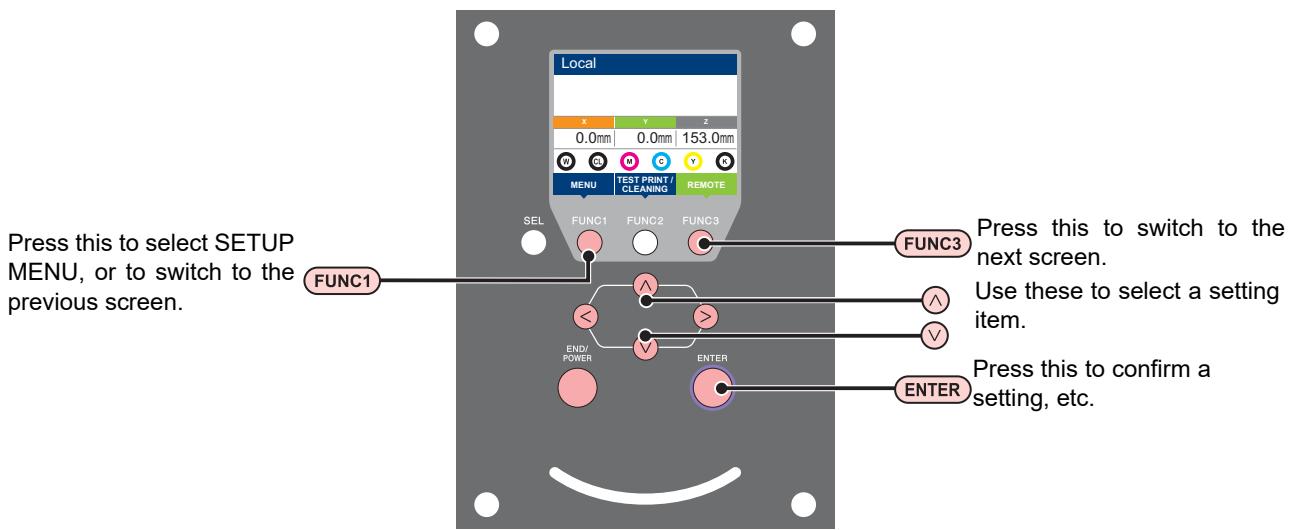 Local
X Y Z
0.0mm 0.0mm 153.0mm
W CL M C Y K
MENU TEST PRINT / CLEANING REMOTE
SEL FUNC1 FUNC2 FUNC3
Press this to select SETUP
MENU, or to switch to the
previous screen.
FUNC1
FUNC3
Press this to switch to the
next screen.
Use these to select a setting
item.
END/
POWER
ENTER
ENTER
Press this to confirm a
setting, etc.